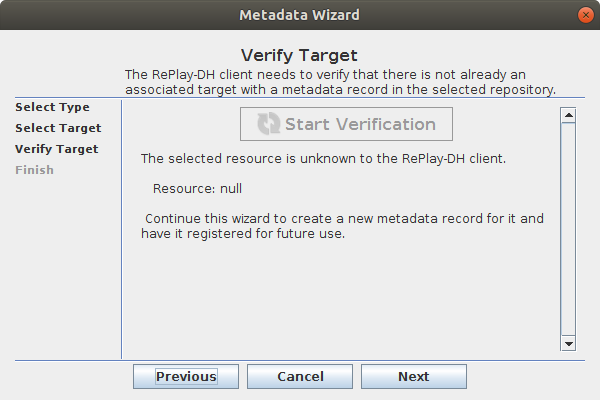 Metadata Wizard
Verify Target
The RePlay-DH client needs to verify that there is not already an
associated target with a metadata record in the selected repository.
Select Type
Select Target
Verify Target
Finish
Start Verification
The selected resource is unknown to the RePlay-DH client.
Resource: null
Continue this wizard to create a new metadata record for it and
have it registered for future use.
Previous
Cancel
Next